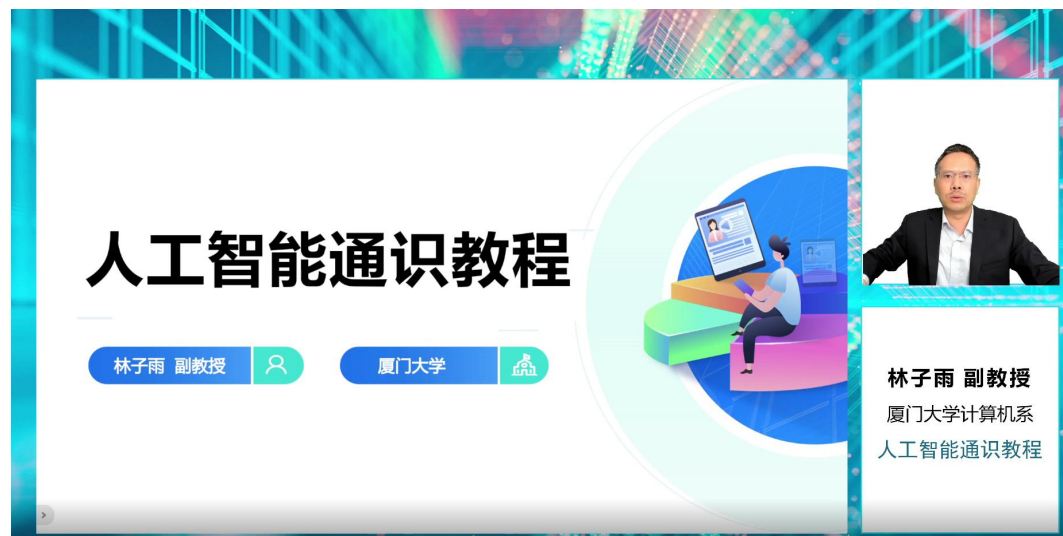 人工智能通识教程
林子雨 副教授
厦门大学
林子雨 副教授
厦门大学计算机系
人工智能通识教程